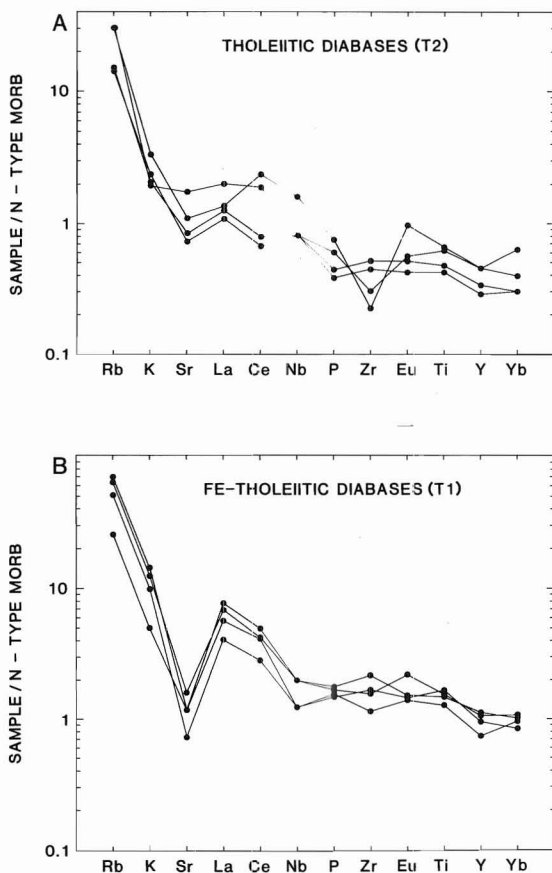 A
THOLEIITIC DIABASES (T2)
SAMPLE / N - TYPE MORB
10
1
0.1
Rb K Sr La Ce Nb P Zr Eu Ti Y Yb
B
FE-THOLEIITIC DIABASES (T1)
SAMPLE / N - TYPE MORB
10
1
0.1
Rb K Sr La Ce Nb P Zr Eu Ti Y Yb